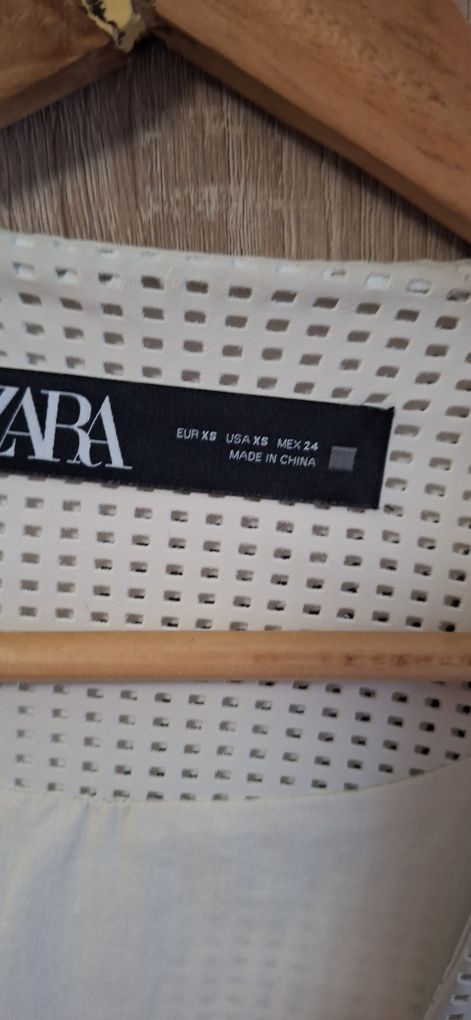 ZARA
EUR XS USA XS MEX 24
MADE IN CHINA